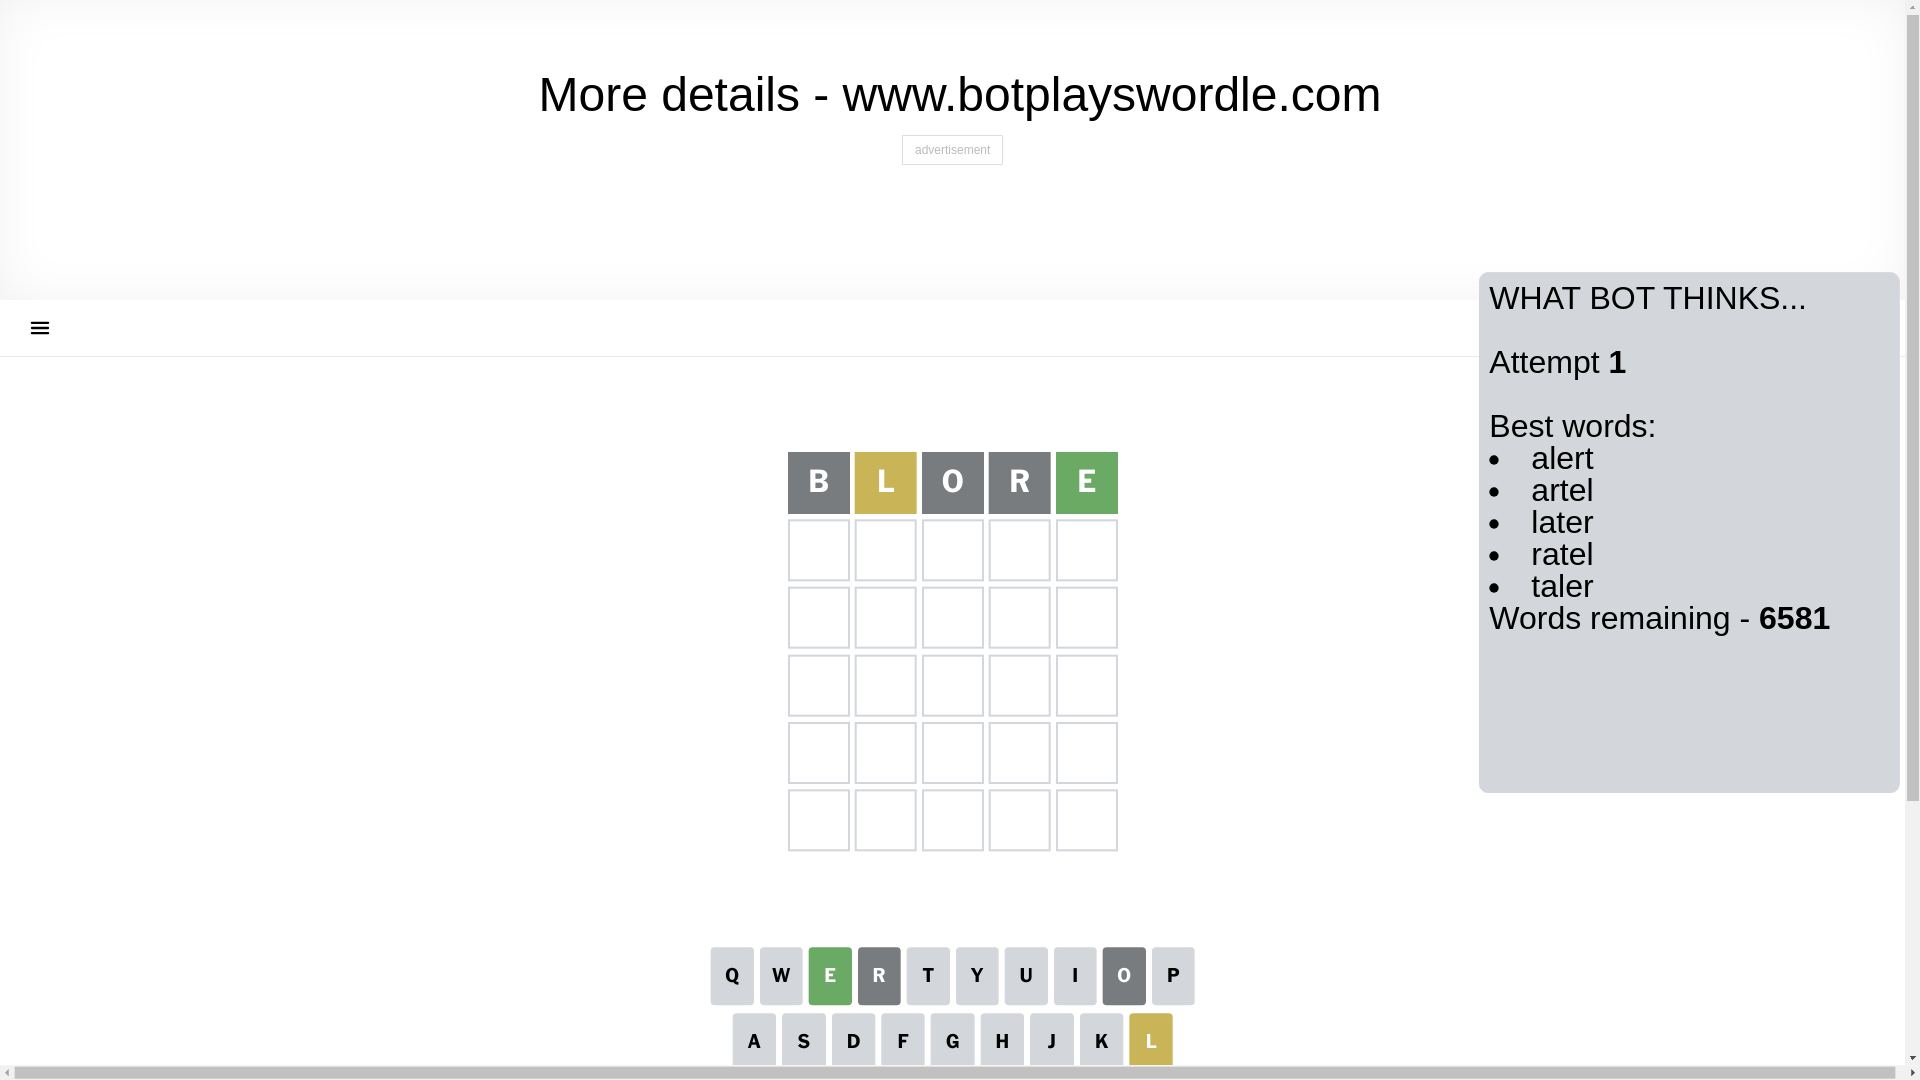 More details - www.botplayswordle.com
advertisement
WHAT BOT THINKS...
Attempt 1
Best words:
• alert
• artel
• later
• ratel
• taler
Words remaining - 6581
B L O R E
Q W E R T Y U I O P
A S D F G H J K L